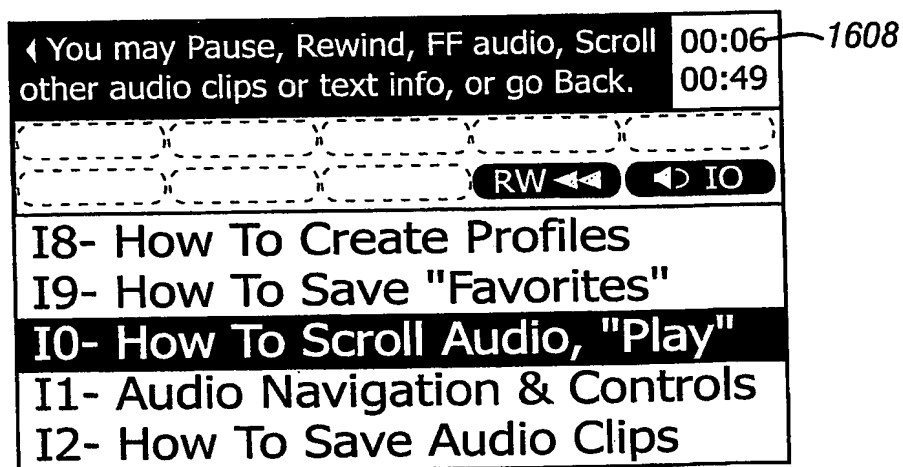 You may Pause, Rewind, FF audio, Scroll
other audio clips or text info, or go Back.
00:06
00:49
1608
RW
IO
I8- How To Create Profiles
I9- How To Save "Favorites"
I0- How To Scroll Audio, "Play"
I1- Audio Navigation & Controls
I2- How To Save Audio Clips